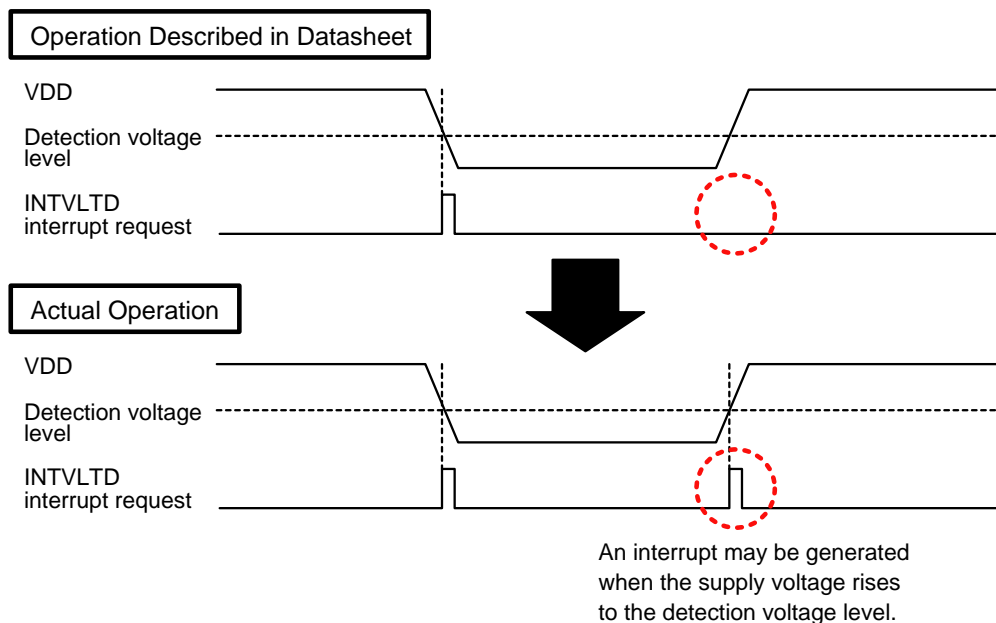 Operation Described in Datasheet
VDD
Detection voltage
level
INTVLTD
interrupt request
Actual Operation
VDD
Detection voltage
level
INTVLTD
interrupt request
An interrupt may be generated
when the supply voltage rises
to the detection voltage level.